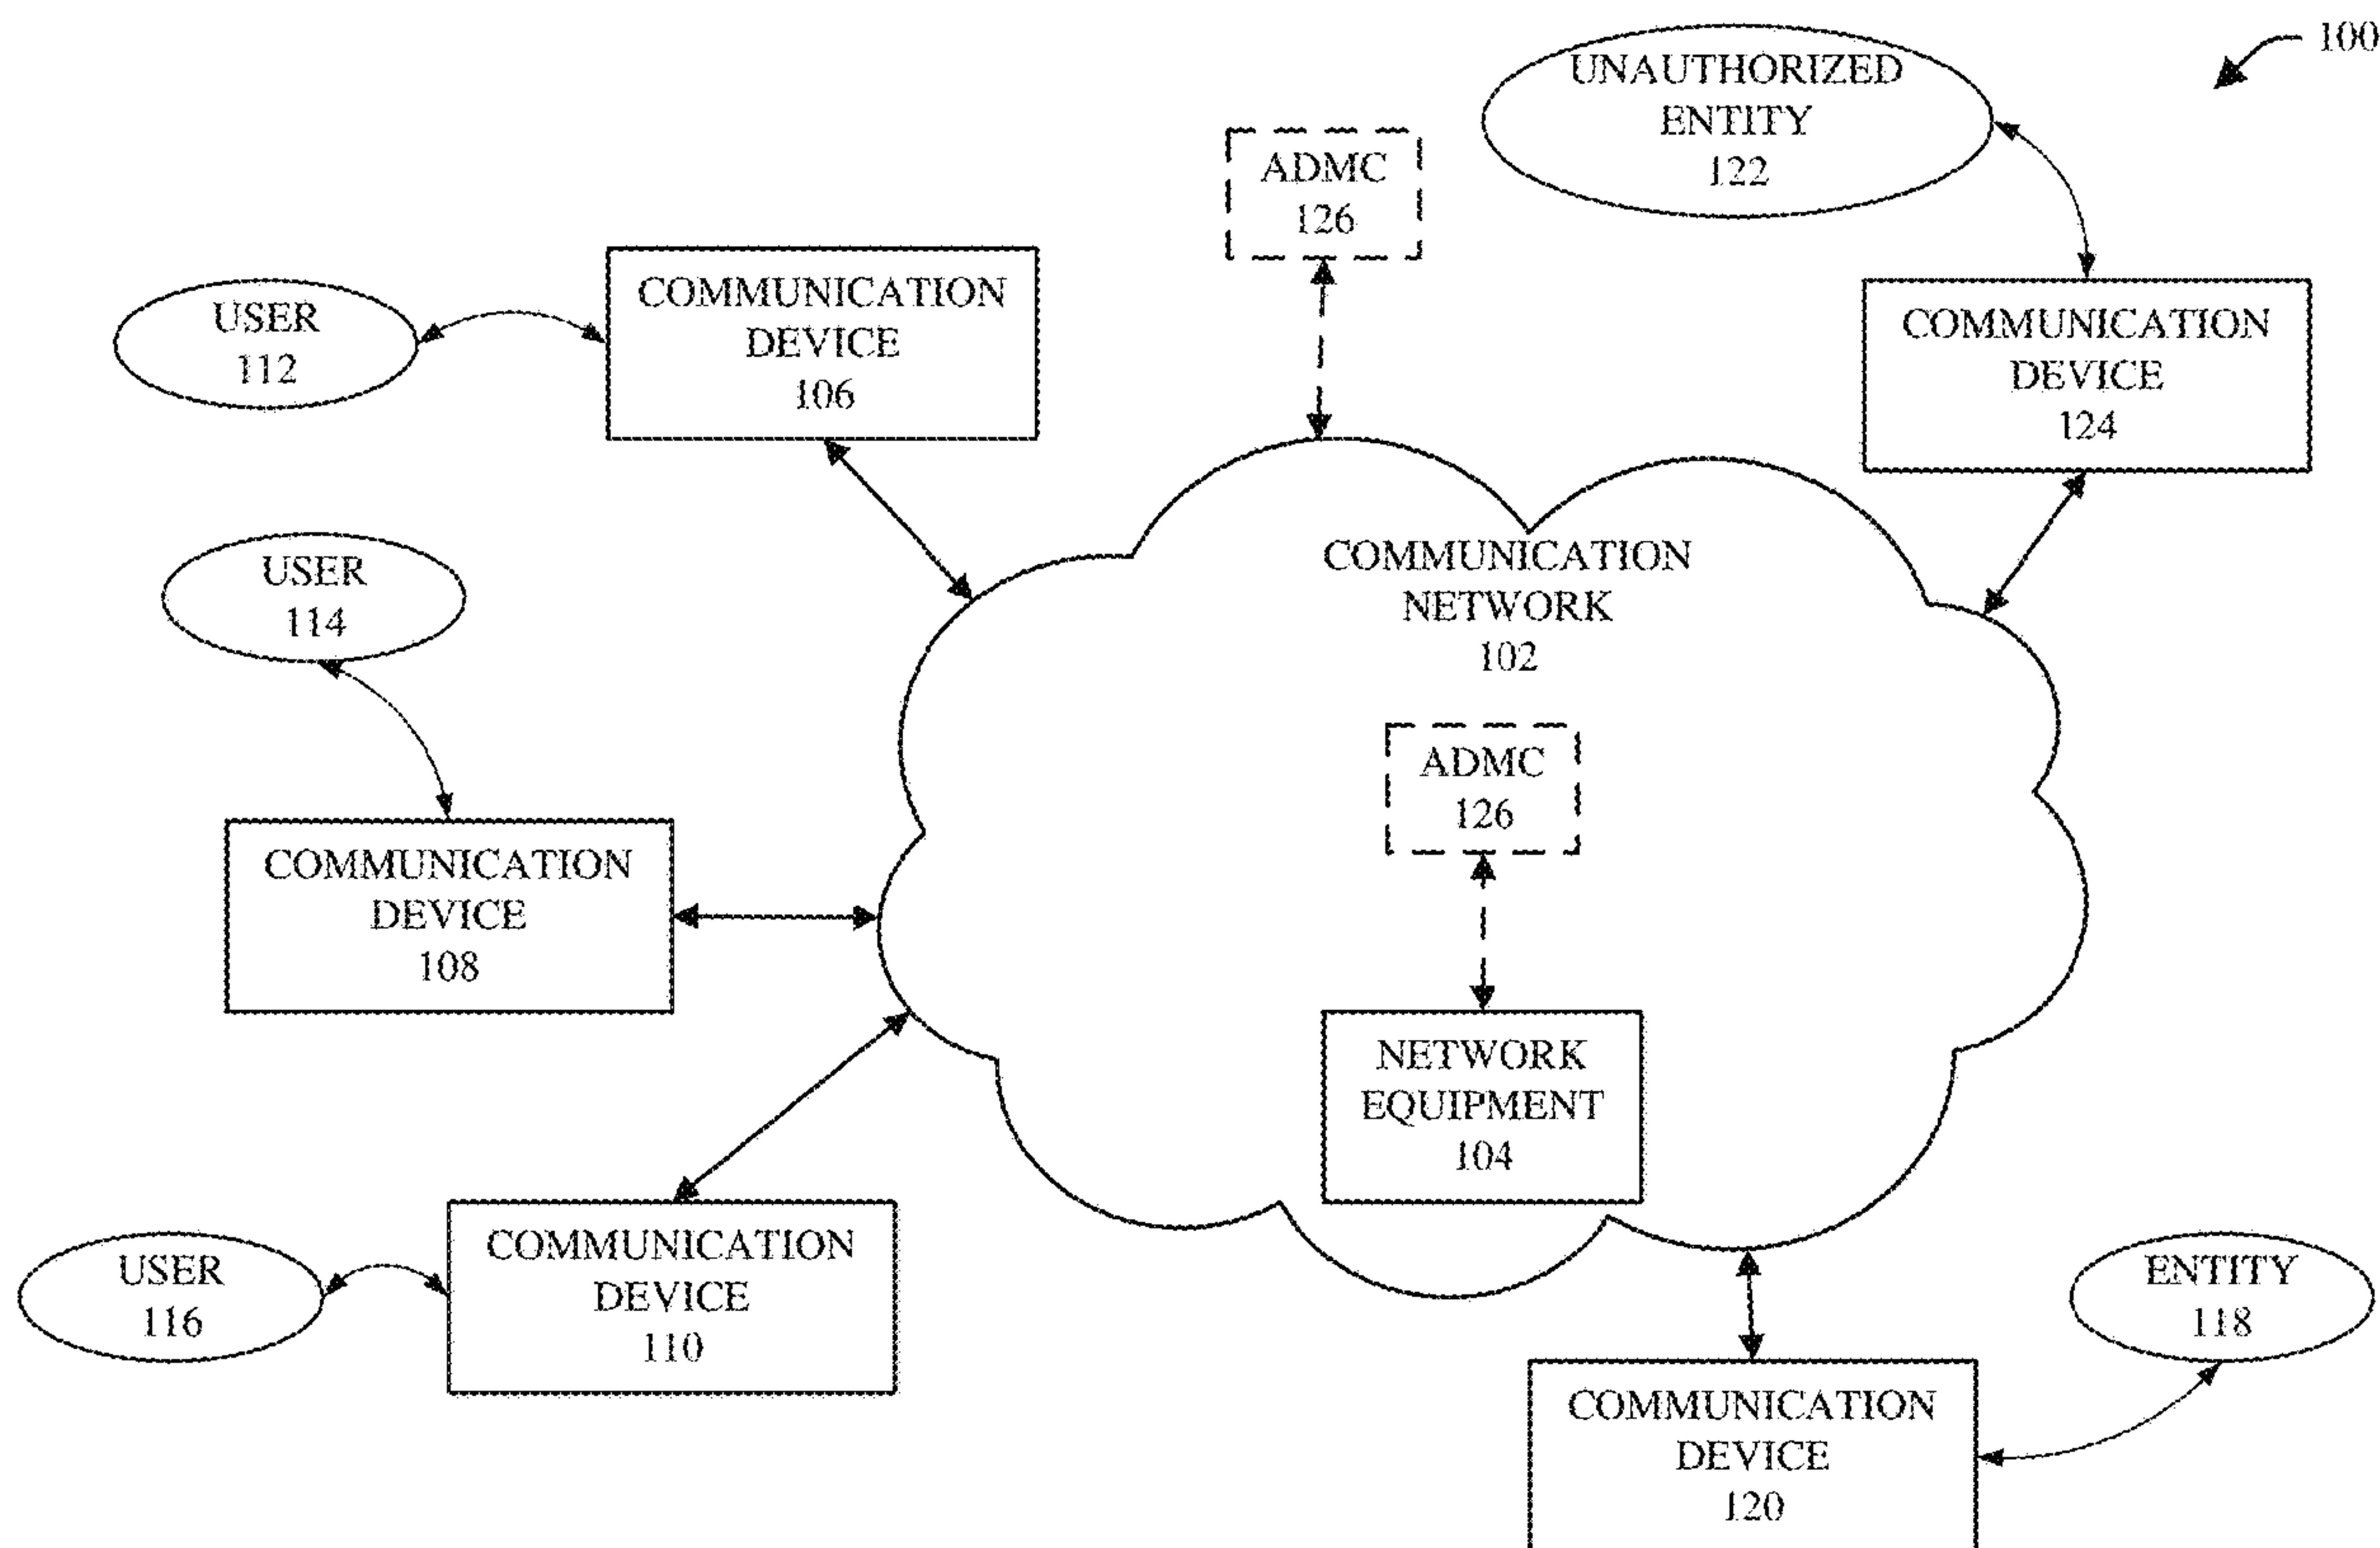 100
UNAUTHORIZED
ENTITY
122
ADMC
126
COMMUNICATION
DEVICE
106
USER
112
COMMUNICATION
DEVICE
124
USER
114
COMMUNICATION
NETWORK
102
ADMC
126
COMMUNICATION
DEVICE
108
NETWORK
EQUIPMENT
104
USER
116
COMMUNICATION
DEVICE
110
ENTITY
118
COMMUNICATION
DEVICE
120